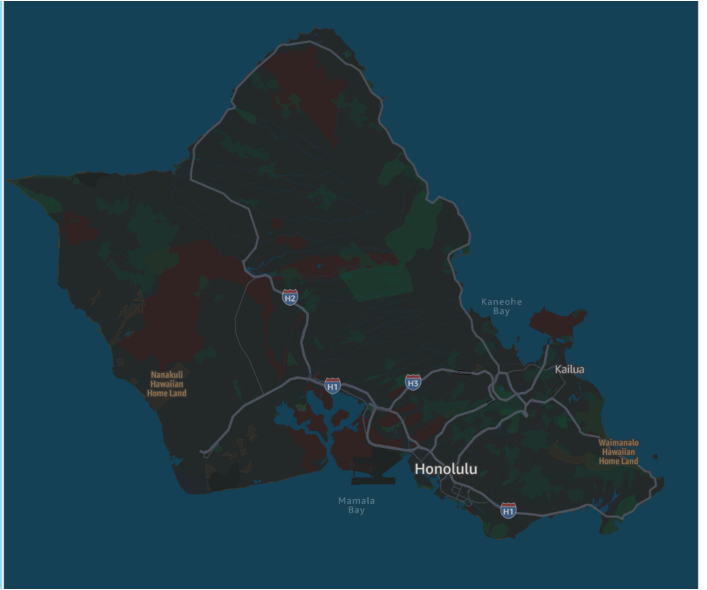 H2
Kaneohe
Bay
Nanakuli
Hawaiian
Home Land
H1
H3
Kailua
Waimanalo
Hawaiian
Home Land
Honolulu
Mamala
Bay
H1